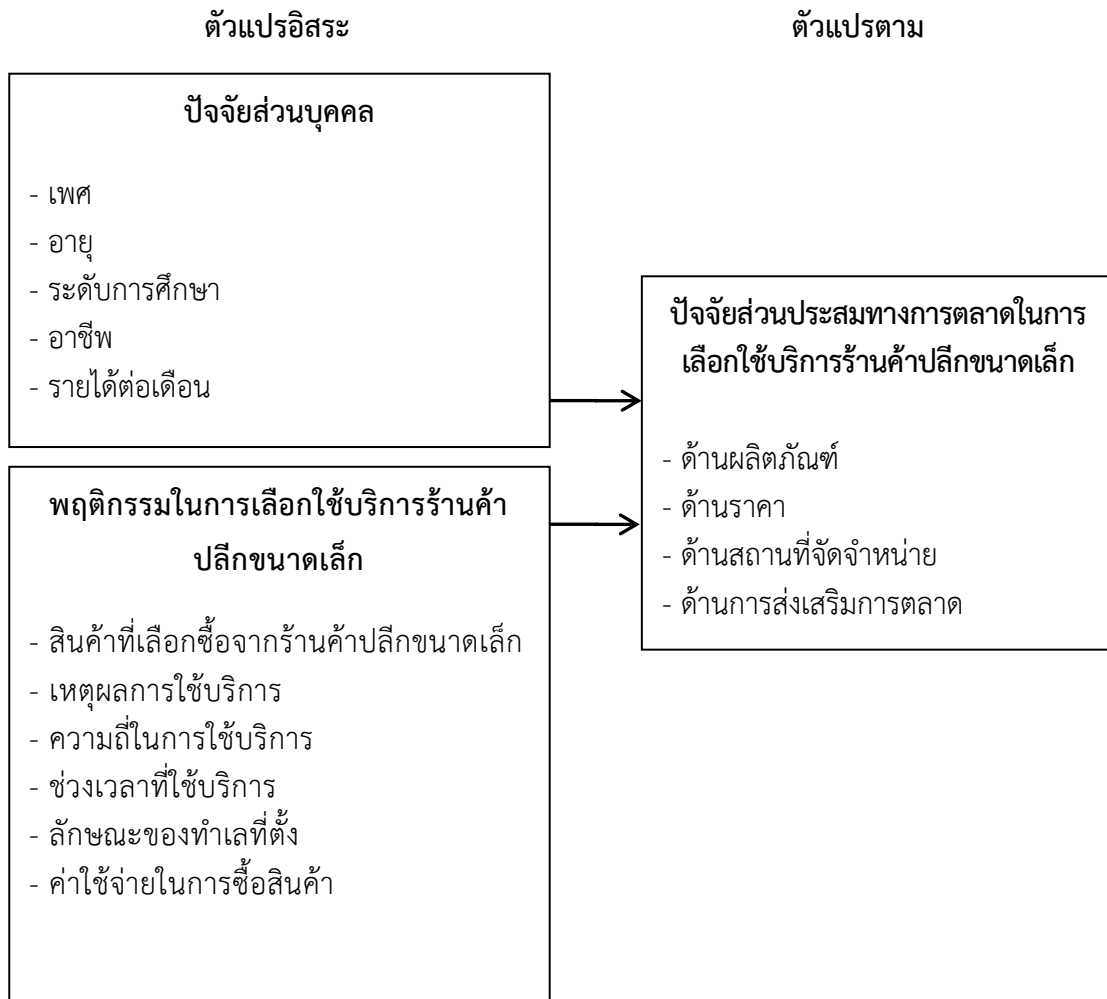 ตัวแปรอิสระ
ตัวแปรตาม
ปัจจัยส่วนบุคคล
- เพศ
- อายุ
- ระดับการศึกษา
- อาชีพ
- รายได้ต่อเดือน
พฤติกรรมในการเลือกใช้บริการร้านค้า
ปลีกขนาดเล็ก
- สินค้าที่เลือกซื้อจากร้านค้าปลีกขนาดเล็ก
- เหตุผลการใช้บริการ
- ความถี่ในการใช้บริการ
- ช่วงเวลาที่ใช้บริการ
- ลักษณะของทำเลที่ตั้ง
- ค่าใช้จ่ายในการซื้อสินค้า
ปัจจัยส่วนประสมทางการตลาดในการ
เลือกใช้บริการร้านค้าปลีกขนาดเล็ก
- ด้านผลิตภัณฑ์
- ด้านราคา
- ด้านสถานที่จัดจำหน่าย
- ด้านการส่งเสริมการตลาด